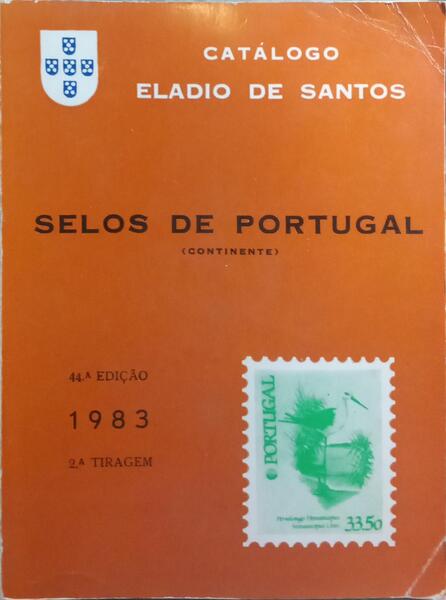 CATÁLOGO
ELADIO DE SANTOS
SELOS DE PORTUGAL
(CONTINENTE)
44.ª EDIÇÃO
1983
2.ª TIRAGEM
PORTUGAL
33.50